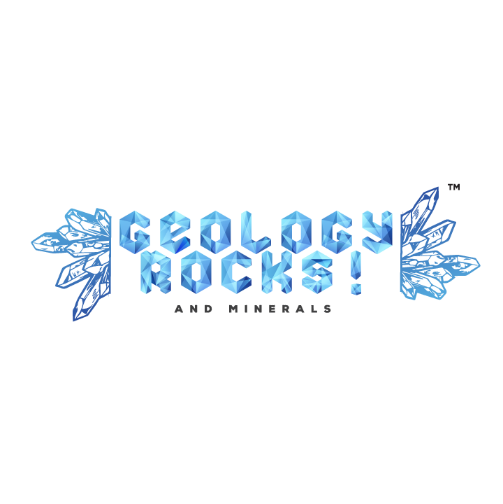 GEOLOGY
ROCKS!
AND MINERALS
™